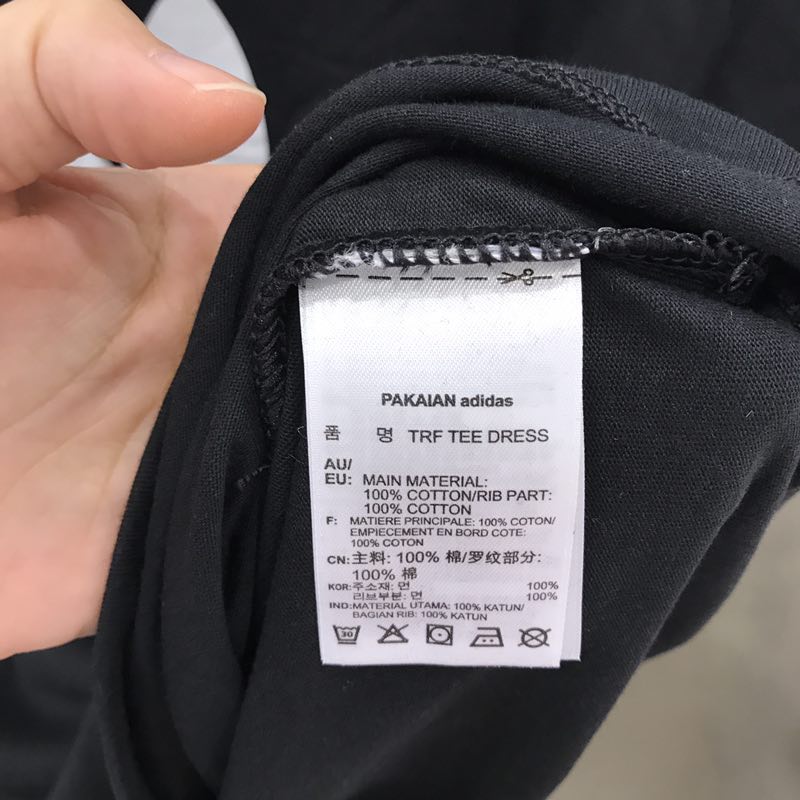 PAKAIAN adidas
품 명 TRF TEE DRESS
AU/
EU: MAIN MATERIAL:
100% COTTON/RIB PART:
100% COTTON
F: MATIERE PRINCIPALE: 100% COTON/
EMPIECEMENT EN BORD COTE:
100% COTON
CN: 主料: 100% 棉/罗纹部分:
100% 棉
KOR: 주소재: 면 100%
리브부분: 면 100%
IND: MATERIAL UTAMA: 100% KATUN/
BAGIAN RIB: 100% KATUN
30